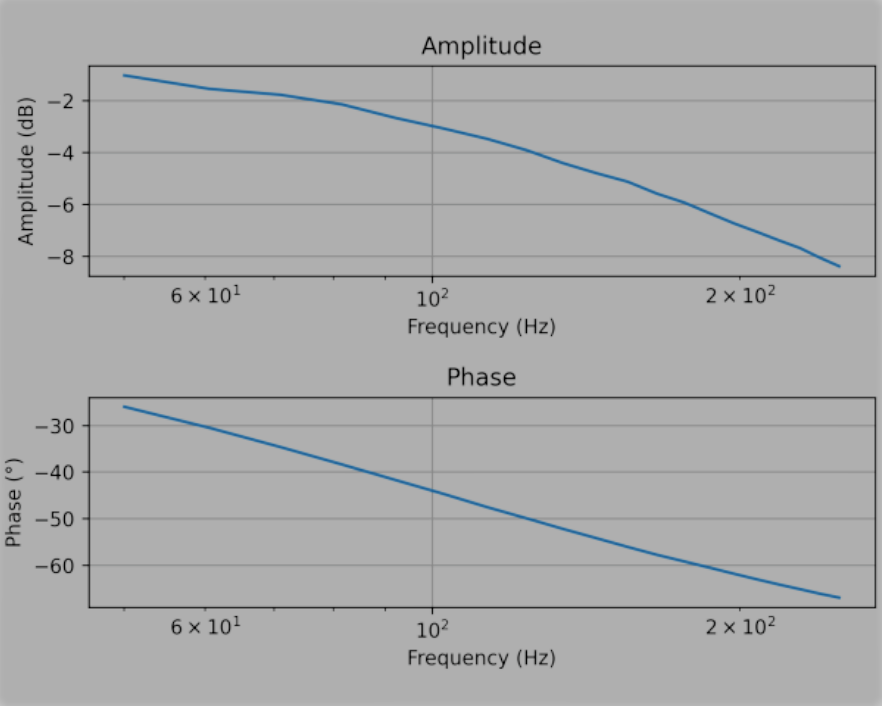 Amplitude
Amplitude (dB)
−2
−4
−6
−8
6 × 10¹
10²
2 × 10²
Frequency (Hz)
Phase
Phase (°)
−30
−40
−50
−60
6 × 10¹
10²
2 × 10²
Frequency (Hz)